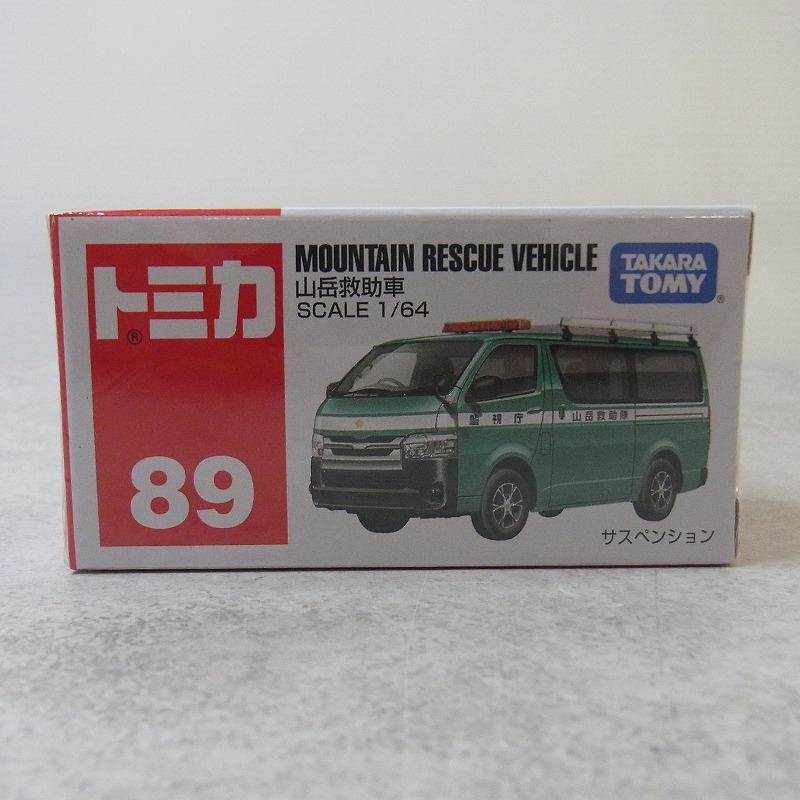 トミカ
®
89
MOUNTAIN RESCUE VEHICLE
山岳救助車
SCALE 1/64
TAKARA
TOMY
®
警視庁
山岳救助隊
サスペンション